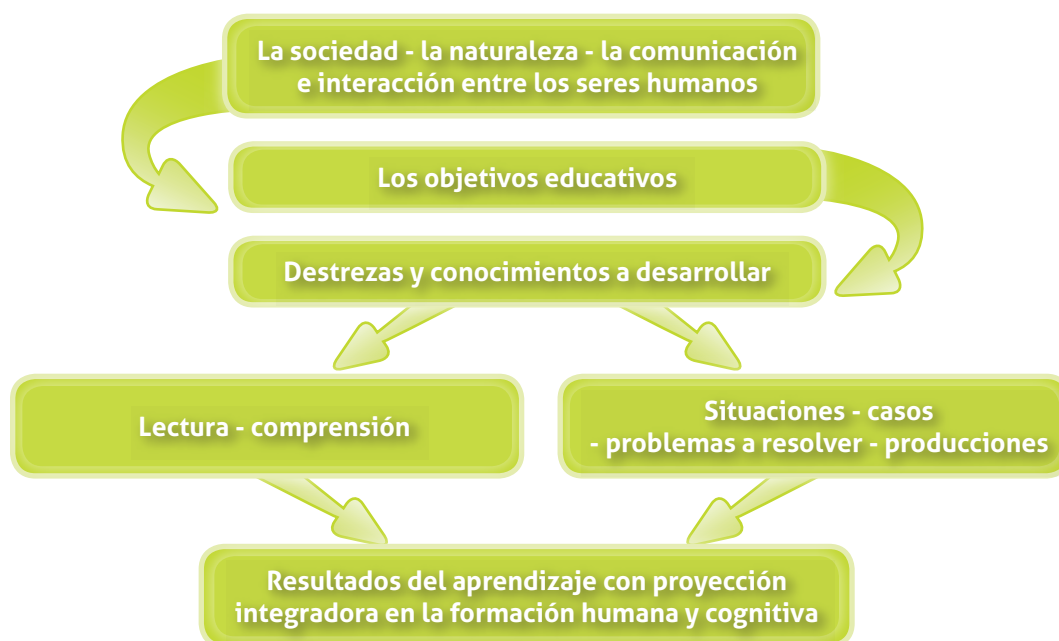 La sociedad - la naturaleza - la comunicación
e interacción entre los seres humanos
Los objetivos educativos
Destrezas y conocimientos a desarrollar
Lectura - comprensión
Situaciones - casos
- problemas a resolver - producciones
Resultados del aprendizaje con proyección
integradora en la formación humana y cognitiva